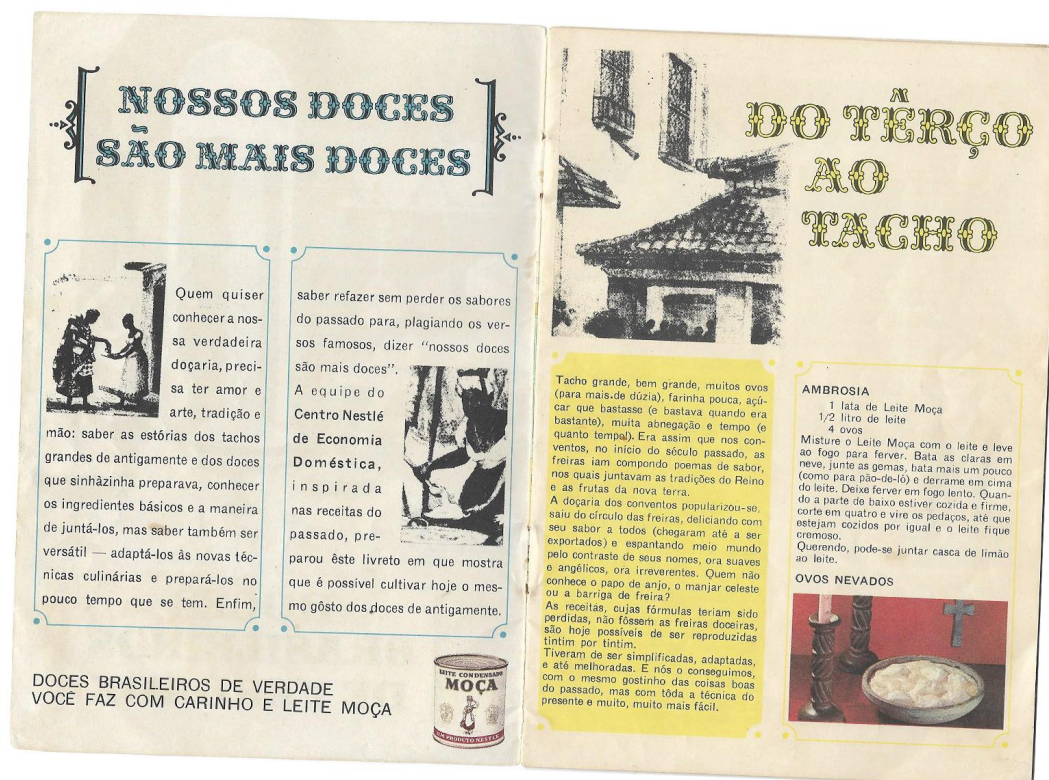 NOSSOS DOCES
SÃO MAIS DOCES
Quem quiser
conhecer a nos-
sa verdadeira
doçaria, preci-
sa ter amor e
arte, tradição e
mão: saber as estórias dos tachos
grandes de antigamente e dos doces
que sinhàzinha preparava, conhecer
os ingredientes básicos e a maneira
de juntá-los, mas saber também ser
versátil — adaptá-los às novas téc-
nicas culinárias e prepará-los no
pouco tempo que se tem. Enfim,
saber refazer sem perder os sabores
do passado para, plagiando os ver-
sos famosos, dizer “nossos doces
são mais doces”.
A equipe do
Centro Nestlé
de Economia
Doméstica,
inspirada
nas receitas do
passado, pre-
parou êste livreto em que mostra
que é possível cultivar hoje o mes-
mo gôsto dos doces de antigamente.
DOCES BRASILEIROS DE VERDADE
VOCÊ FAZ COM CARINHO E LEITE MOÇA
LEITE CONDENSADO
MOÇA
UM PRODUTO NESTLÉ
DO TÊRÇO
AO
TACHO
Tacho grande, bem grande, muitos ovos
(para mais de dúzia), farinha pouca, açú-
car que bastasse (e bastava quando era
bastante), muita abnegação e tempo (e
quanto tempo!). Era assim que nos con-
ventos, no início do século passado, as
freiras iam compondo poemas de sabor,
nos quais juntavam as tradições do Reino
e as frutas da nova terra.
A doçaria dos conventos popularizou-se,
saiu do círculo das freiras, deliciando com
seu sabor a todos (chegaram até a ser
exportados) e espantando meio mundo
pelo contraste de seus nomes, ora suaves
e angélicos, ora irreverentes. Quem não
conhece o papo de anjo, o manjar celeste
ou a barriga de freira?
As receitas, cujas fórmulas teriam sido
perdidas, não fôssem as freiras doceiras,
são hoje possíveis de ser reproduzidas
tintim por tintim.
Tiveram de ser simplificadas, adaptadas,
e até melhoradas. E nós o conseguimos,
com o mesmo gostinho das coisas boas
do passado, mas com tôda a técnica do
presente e muito, muito mais fácil.
AMBROSIA
1 lata de Leite Moça
1/2 litro de leite
4 ovos
Misture o Leite Moça com o leite e leve
ao fogo para ferver. Bata as claras em
neve, junte as gemas, bata mais um pouco
(como para pão-de-ló) e derrame em cima
do leite. Deixe ferver em fogo lento. Quan-
do a parte de baixo estiver cozida e firme,
corte em quatro e vire os pedaços, até que
estejam cozidos por igual e o leite fique
cremoso.
Querendo, pode-se juntar casca de limão
ao leite.
OVOS NEVADOS